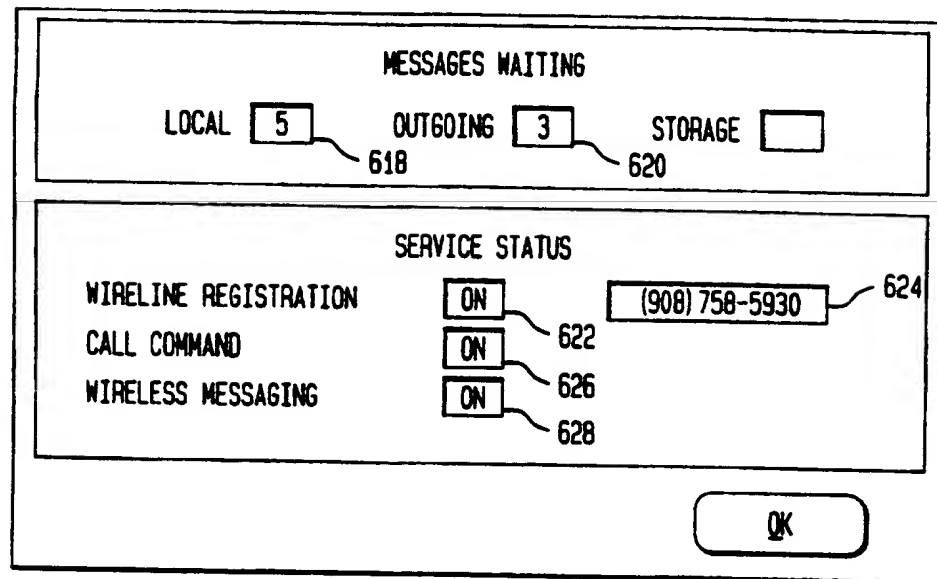 MESSAGES WAITING
LOCAL 5 OUTGOING 3 STORAGE
618 620
SERVICE STATUS
WIRELINE REGISTRATION ON (908) 758-5930 624
622
CALL COMMAND ON
626
WIRELESS MESSAGING ON
628
OK